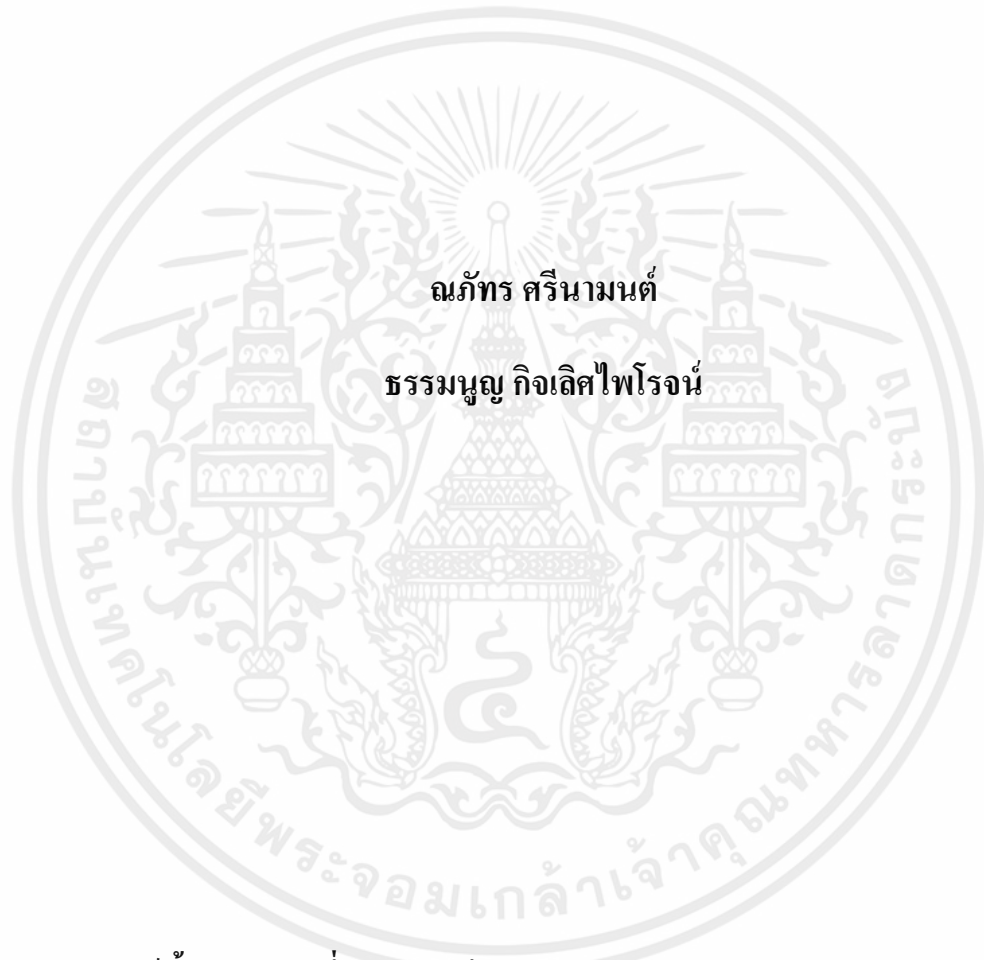 ณภัทร ศรีนามนต์
ธรรมนูญ กิจเลิศไพโรจน์
สถาบันเทคโนโลยีพระจอมเกล้าเจ้าคุณทหารลาดกระบัง